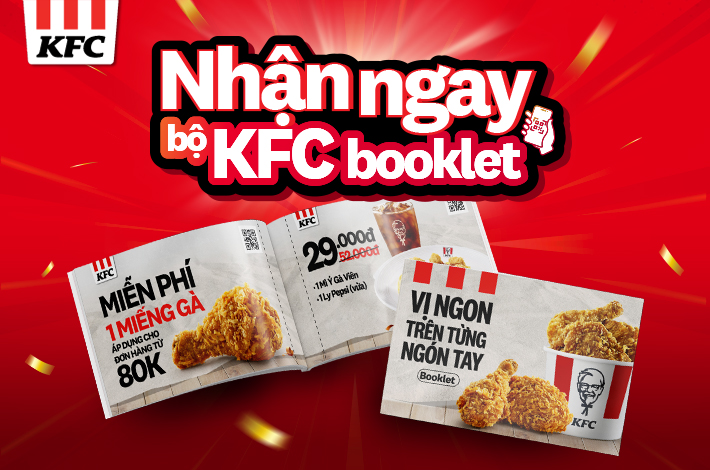 KFC
Nhận ngay
bộ KFC booklet
KFC
MIỄN PHÍ
1 MIẾNG GÀ
ÁP DỤNG CHO
ĐƠN HÀNG TỪ
80K
KFC
29.000đ
52.000đ
.1 Mì Ý Gà Viên
.1 Ly Pepsi (vừa)
KFC
VỊ NGON
TRÊN TỪNG
NGÓN TAY
Booklet
KFC